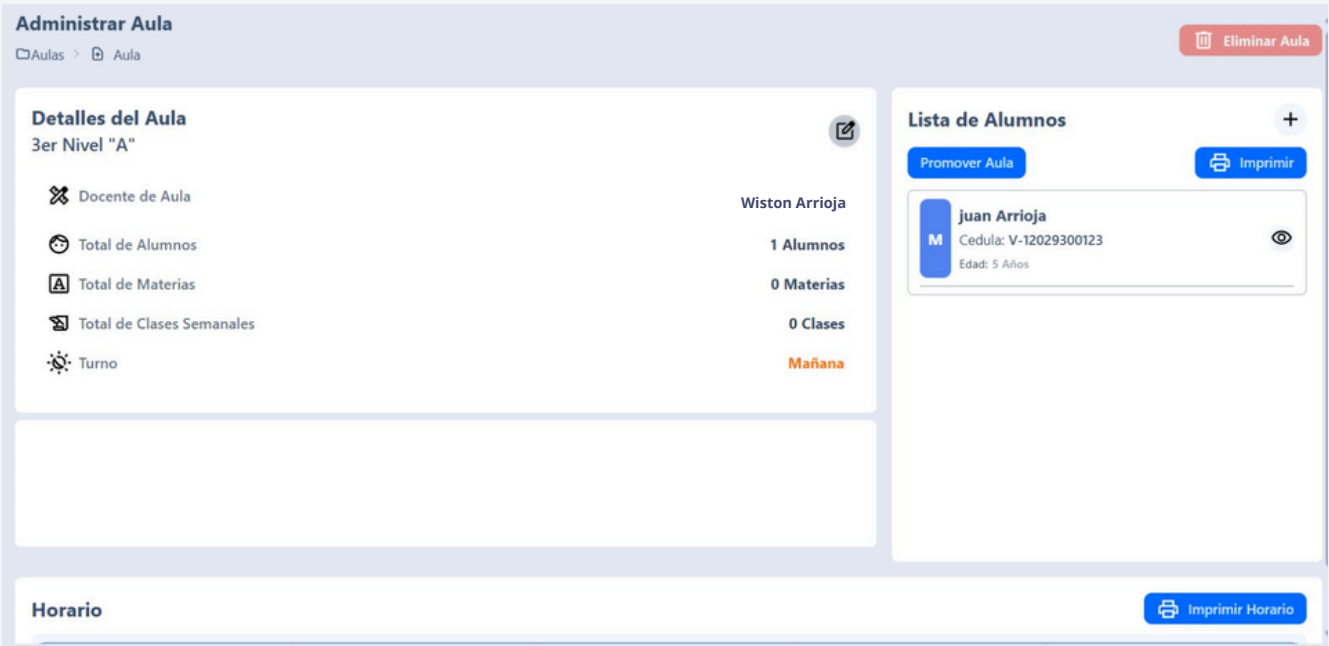 Administrar Aula
Eliminar Aula
Aulas > Aula
Detalles del Aula
3er Nivel "A"
Docente de Aula Wiston Arrioja
Total de Alumnos 1 Alumnos
A Total de Materias 0 Materias
Total de Clases Semanales 0 Clases
Turno Mañana
Lista de Alumnos +
Promover Aula Imprimir
juan Arrioja
M Cedula: V-12029300123
Edad: 5 Años
Horario Imprimir Horario